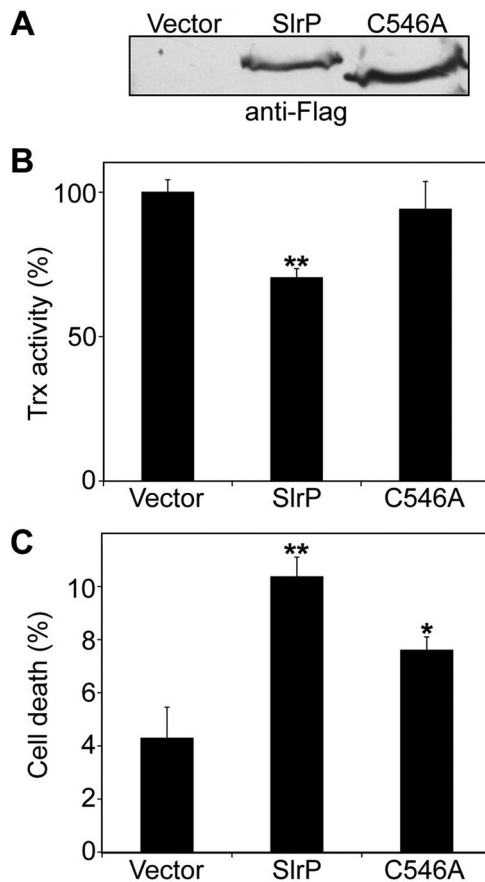 A
Vector SlrP C546A
anti-Flag
B
Trx activity (%)
100
50
0
**
Vector SlrP C546A
C
Cell death (%)
10
8
6
4
2
0
**
*
Vector SlrP C546A